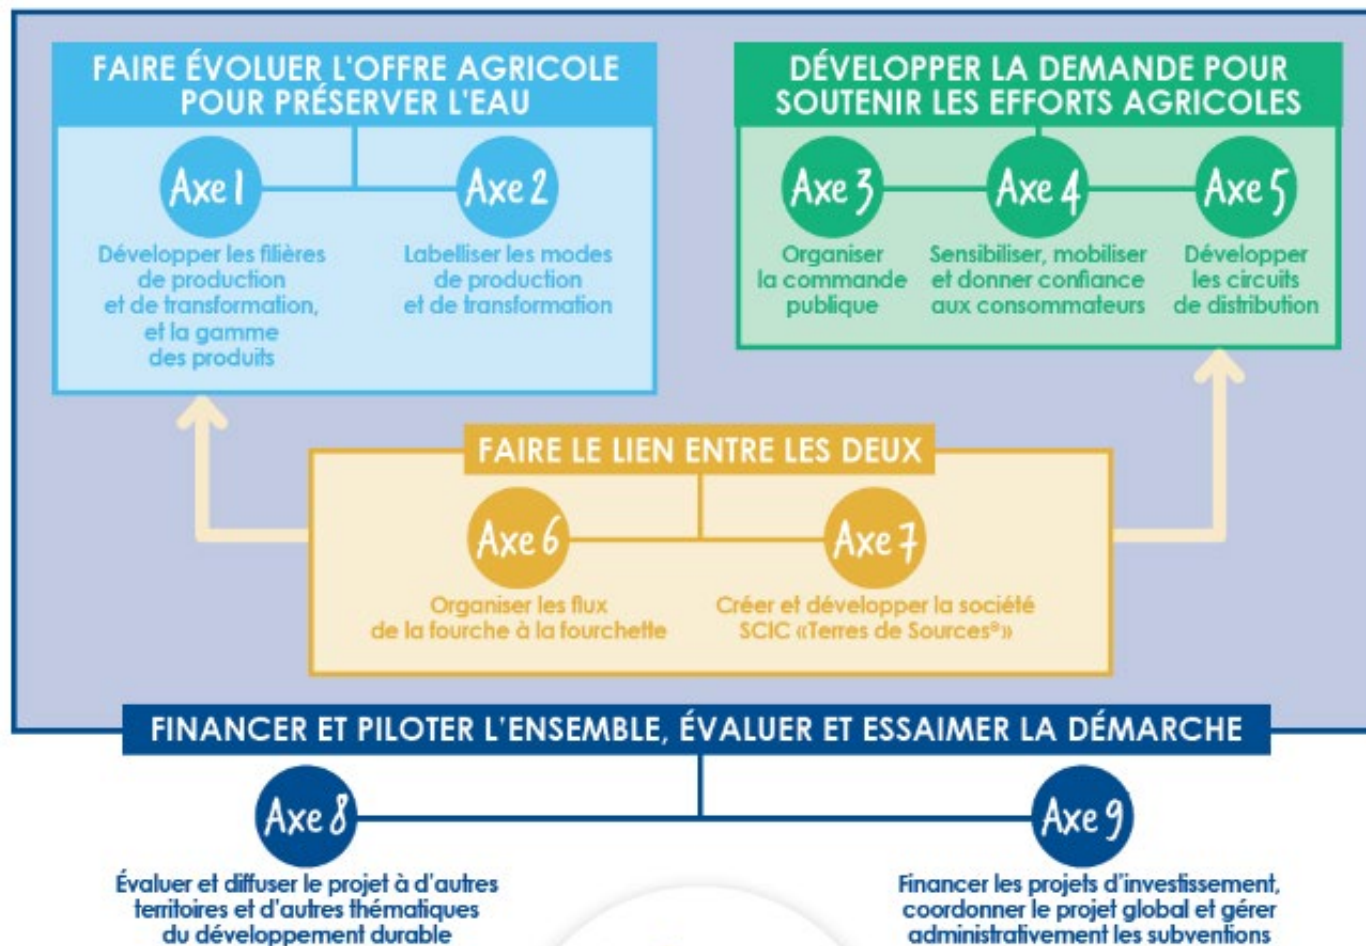 FAIRE ÉVOLUER L'OFFRE AGRICOLE
POUR PRÉSERVER L'EAU
Axe 1
Développer les filières
de production
et de transformation,
et la gamme
des produits
Axe 2
Labelliser les modes
de production
et de transformation
DÉVELOPPER LA DEMANDE POUR
SOUTENIR LES EFFORTS AGRICOLES
Axe 3
Organiser
la commande
publique
Axe 4
Sensibiliser, mobiliser
et donner confiance
aux consommateurs
Axe 5
Développer
les circuits
de distribution
FAIRE LE LIEN ENTRE LES DEUX
Axe 6
Organiser les flux
de la fourche à la fourchette
Axe 7
Créer et développer la société
SCIC «Terres de Sources®»
FINANCER ET PILOTER L'ENSEMBLE, ÉVALUER ET ESSAIMER LA DÉMARCHE
Axe 8
Évaluer et diffuser le projet à d'autres
territoires et d'autres thématiques
du développement durable
Axe 9
Financer les projets d'investissement,
coordonner le projet global et gérer
administrativement les subventions